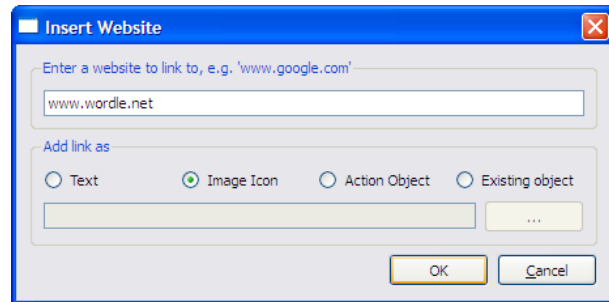 Insert Website
Enter a website to link to, e.g. 'www.google.com'
www.wordle.net
Add link as
Text Image Icon Action Object Existing object
...
OK Cancel